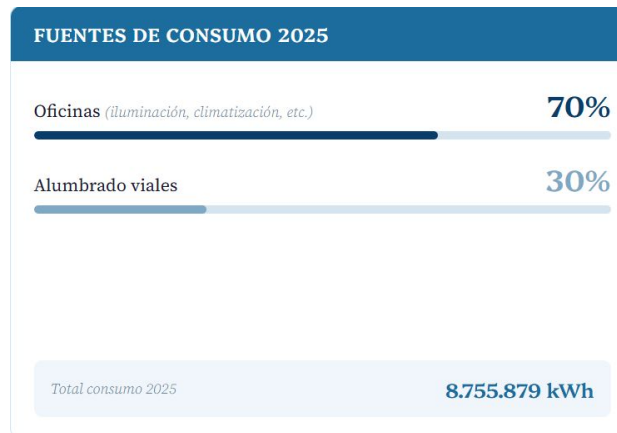 FUENTES DE CONSUMO 2025
Oficinas (iluminación, climatización, etc.) 70%
Alumbrado viales 30%
Total consumo 2025 8.755.879 kWh